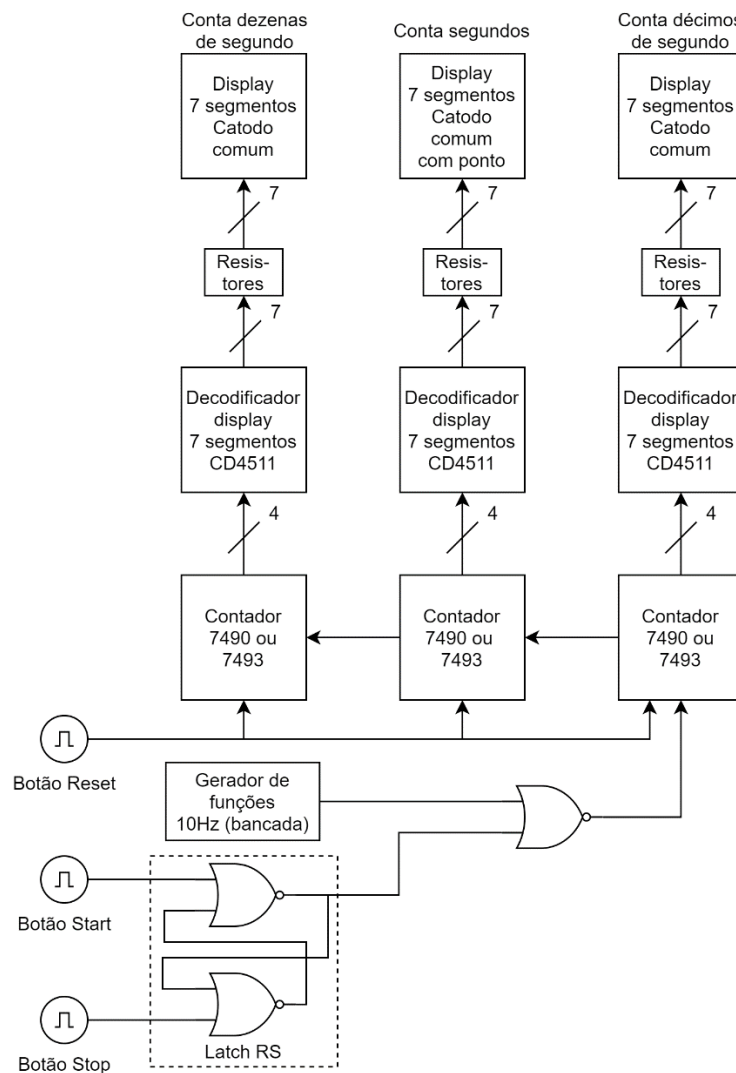 Conta dezenas
de segundo
Conta segundos
Conta décimos
de segundo
Display
7 segmentos
Catodo
comum
Display
7 segmentos
Catodo
comum
com ponto
Display
7 segmentos
Catodo
comum
7
7
7
Resis-
tores
Resis-
tores
Resis-
tores
7
7
7
Decodificador
display
7 segmentos
CD4511
Decodificador
display
7 segmentos
CD4511
Decodificador
display
7 segmentos
CD4511
4
4
4
Contador
7490 ou
7493
Contador
7490 ou
7493
Contador
7490 ou
7493
Botão Reset
Gerador de
funções
10Hz (bancada)
Botão Start
Botão Stop
Latch RS